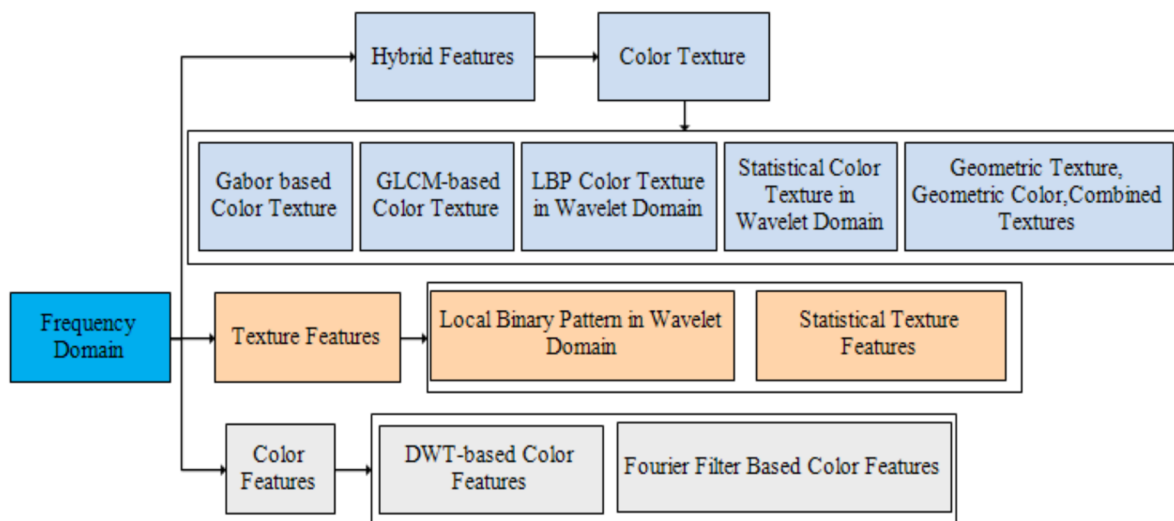 Hybrid Features
Color Texture
Gabor based
Color Texture
GLCM-based
Color Texture
LBP Color Texture
in Wavelet Domain
Statistical Color
Texture in
Wavelet Domain
Geometric Texture,
Geometric Color,Combined
Textures
Frequency
Domain
Texture Features
Local Binary Pattern in Wavelet
Domain
Statistical Texture
Features
Color
Features
DWT-based Color
Features
Fourier Filter Based Color Features